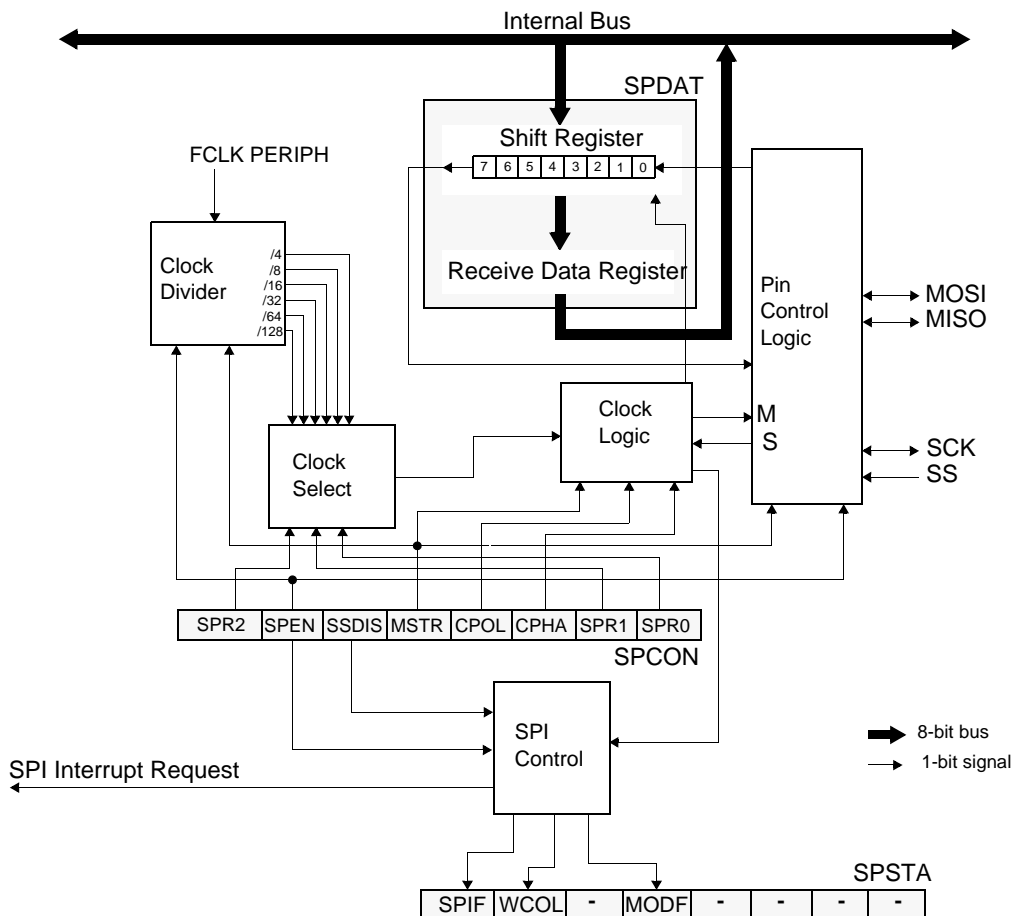 Internal Bus
SPDAT
Shift Register
7 6 5 4 3 2 1 0
FCLK PERIPH
Clock
Divider
/4
/8
/16
/32
/64
/128
Receive Data Register
Pin
Control
Logic
MOSI
MISO
Clock
Logic
M
S
SCK
SS
Clock
Select
SPR2 SPEN SSDIS MSTR CPOL CPHA SPR1 SPR0
SPCON
SPI
Control
8-bit bus
1-bit signal
SPI Interrupt Request
SPSTA
SPIF WCOL - MODF - - - -